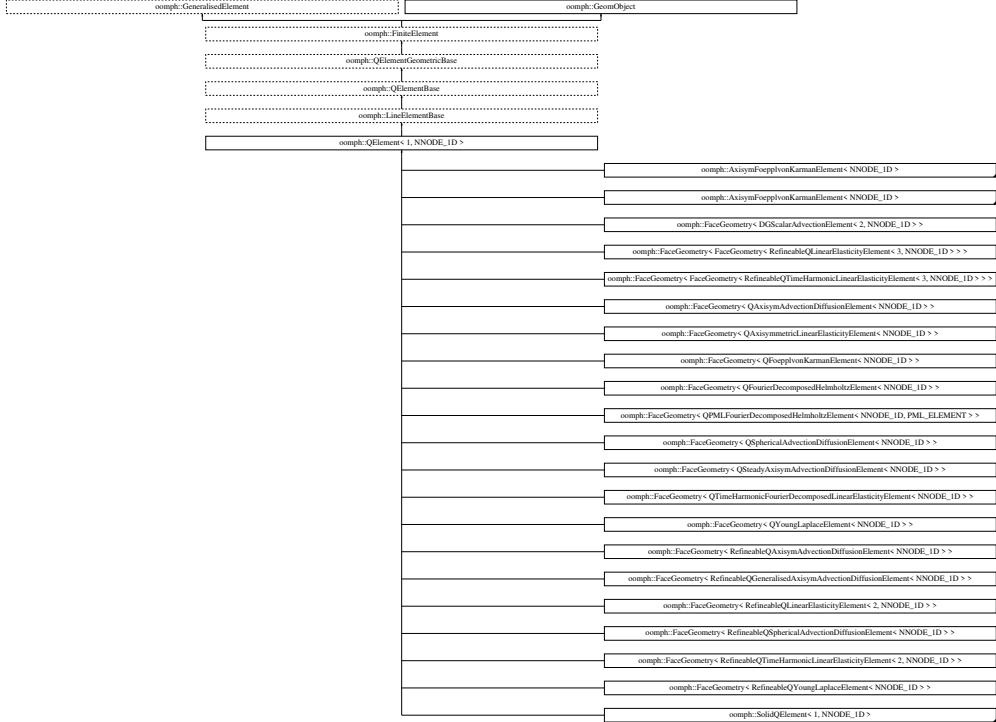 oomph::GeneralisedElement
oomph::GeomObject
oomph::FiniteElement
oomph::QElementGeometricBase
oomph::QElementBase
oomph::LineElementBase
oomph::QElement< 1, NNODE_1D >
oomph::AxisymFoepplvonKarmanElement< NNODE_1D >
oomph::AxisymFoepplvonKarmanElement< NNODE_1D >
oomph::FaceGeometry< DGScalarAdvectionElement< 2, NNODE_1D > >
oomph::FaceGeometry< FaceGeometry< RefineableQLinearElasticityElement< 3, NNODE_1D > > >
oomph::FaceGeometry< FaceGeometry< RefineableQTimeHarmonicLinearElasticityElement< 3, NNODE_1D > > >
oomph::FaceGeometry< QAxisymAdvectionDiffusionElement< NNODE_1D > >
oomph::FaceGeometry< QAxisymmetricLinearElasticityElement< NNODE_1D > >
oomph::FaceGeometry< QFoepplvonKarmanElement< NNODE_1D > >
oomph::FaceGeometry< QFourierDecomposedHelmholtzElement< NNODE_1D > >
oomph::FaceGeometry< QPMLFourierDecomposedHelmholtzElement< NNODE_1D, PML_ELEMENT > >
oomph::FaceGeometry< QSphericalAdvectionDiffusionElement< NNODE_1D > >
oomph::FaceGeometry< QSteadyAxisymAdvectionDiffusionElement< NNODE_1D > >
oomph::FaceGeometry< QTimeHarmonicFourierDecomposedLinearElasticityElement< NNODE_1D > >
oomph::FaceGeometry< QYoungLaplaceElement< NNODE_1D > >
oomph::FaceGeometry< RefineableQAxisymAdvectionDiffusionElement< NNODE_1D > >
oomph::FaceGeometry< RefineableQGeneralisedAxisymAdvectionDiffusionElement< NNODE_1D > >
oomph::FaceGeometry< RefineableQLinearElasticityElement< 2, NNODE_1D > >
oomph::FaceGeometry< RefineableQSphericalAdvectionDiffusionElement< NNODE_1D > >
oomph::FaceGeometry< RefineableQTimeHarmonicLinearElasticityElement< 2, NNODE_1D > >
oomph::FaceGeometry< RefineableQYoungLaplaceElement< NNODE_1D > >
oomph::SolidQElement< 1, NNODE_1D >